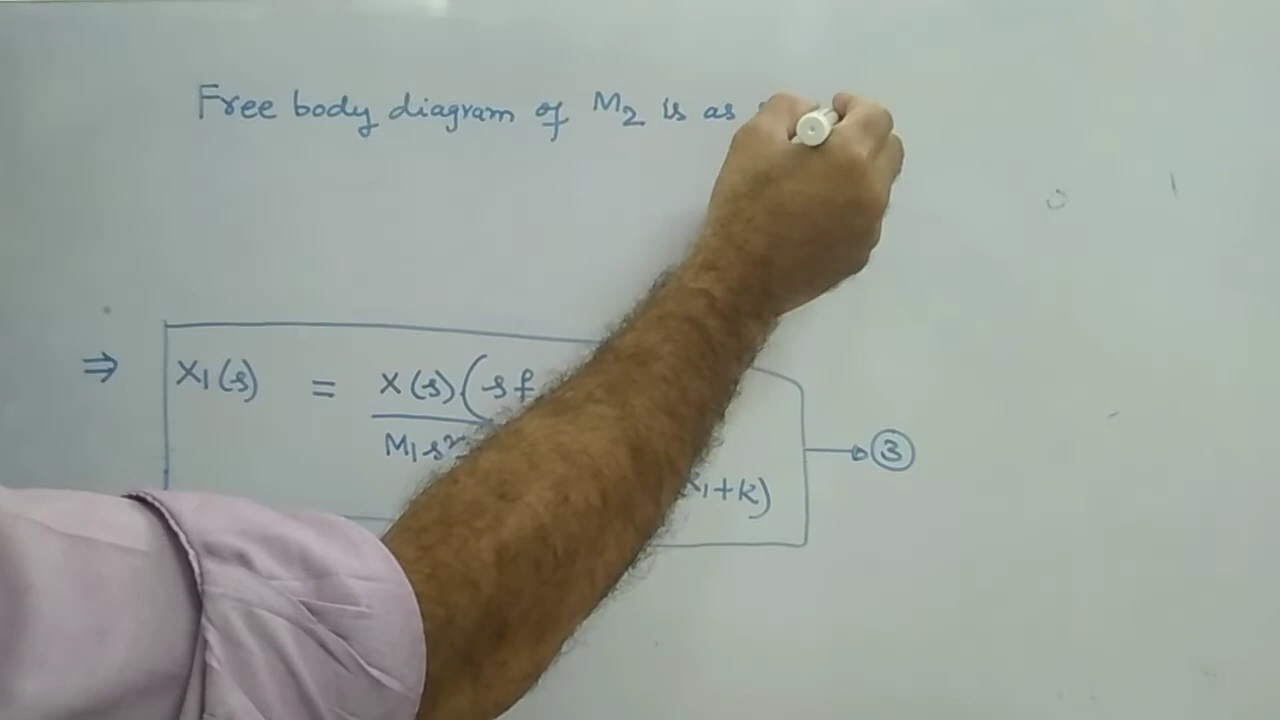 Free body diagram of M2 is as
⇒ X1(s) = X(s)(sf
M1s²
K1+K) → ③